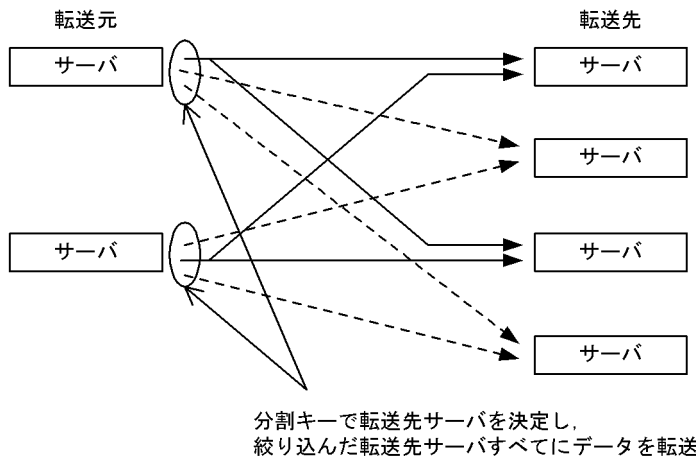 転送元 転送先
サーバ サーバ
サーバ
サーバ サーバ
サーバ
分割キーで転送先サーバを決定し,
絞り込んだ転送先サーバすべてにデータを転送